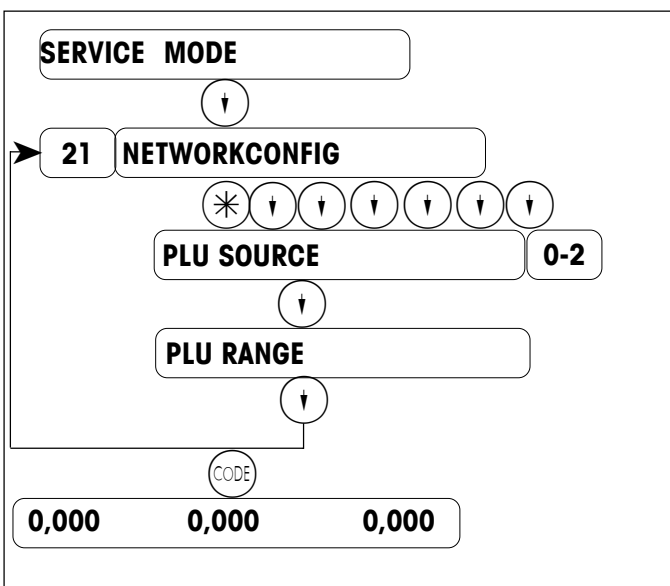 SERVICE MODE
21 NETWORKCONFIG
PLU SOURCE 0-2
PLU RANGE
CODE
0,000 0,000 0,000